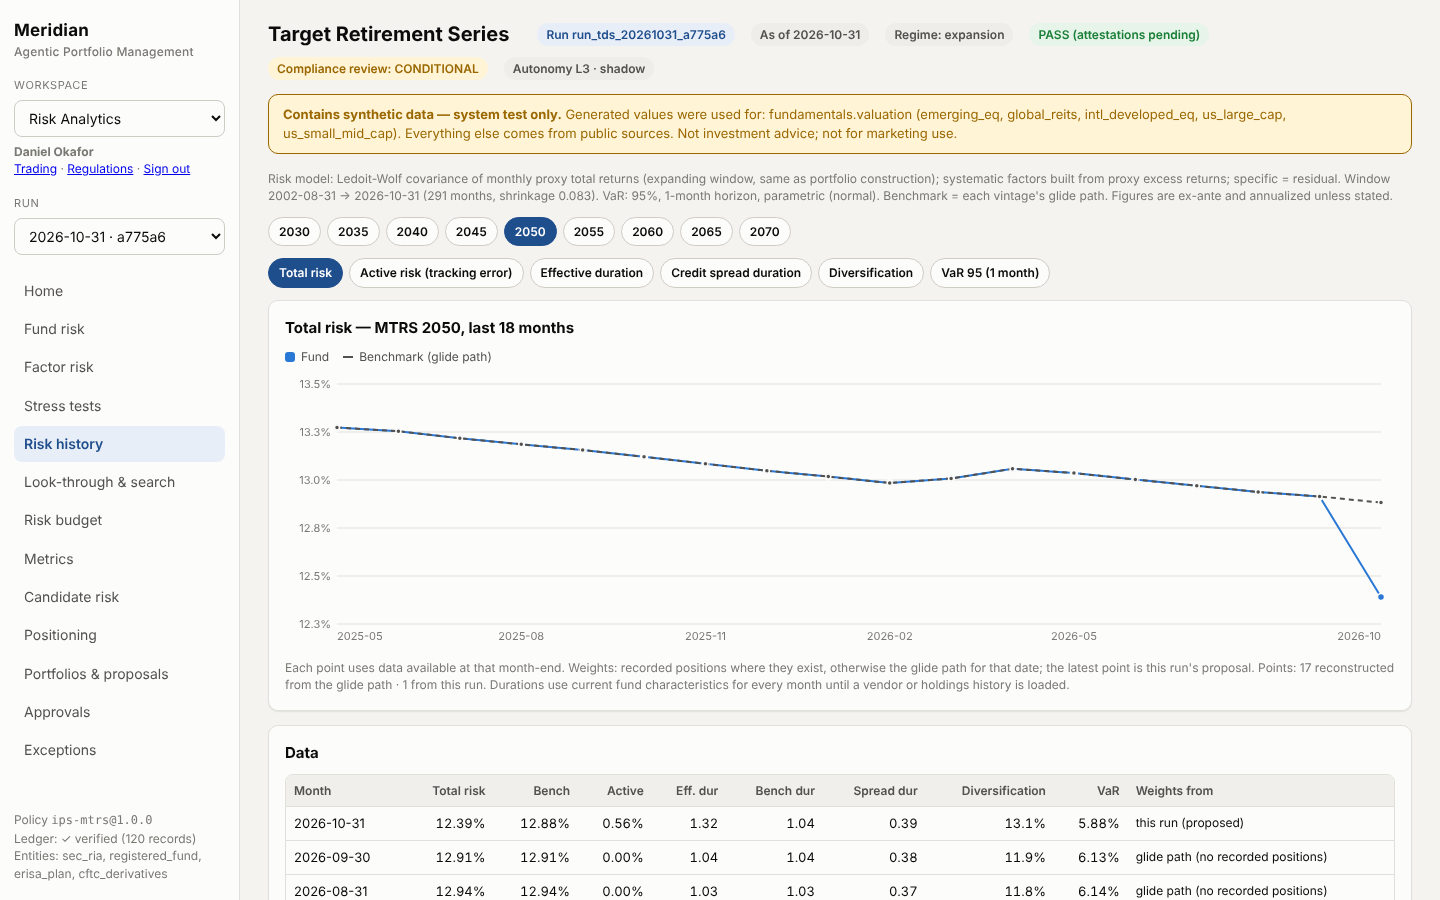 Meridian
Agentic Portfolio Management
WORKSPACE
Risk Analytics
Daniel Okafor
Trading · Regulations · Sign out
RUN
2026-10-31 · a775a6
Home
Fund risk
Factor risk
Stress tests
Risk history
Look-through & search
Risk budget
Metrics
Candidate risk
Positioning
Portfolios & proposals
Approvals
Exceptions
Policy ips-mtrs@1.0.0
Ledger: ✓ verified (120 records)
Entities: sec_ria, registered_fund,
erisa_plan, cftc_derivatives
Target Retirement Series
Run run_tds_20261031_a775a6
As of 2026-10-31
Regime: expansion
PASS (attestations pending)
Compliance review: CONDITIONAL
Autonomy L3 · shadow
Contains synthetic data — system test only. Generated values were used for: fundamentals.valuation (emerging_eq, global_reits, intl_developed_eq, us_large_cap,
us_small_mid_cap). Everything else comes from public sources. Not investment advice; not for marketing use.
Risk model: Ledoit-Wolf covariance of monthly proxy total returns (expanding window, same as portfolio construction); systematic factors built from proxy excess returns; specific = residual. Window
2002-08-31 → 2026-10-31 (291 months, shrinkage 0.083). VaR: 95%, 1-month horizon, parametric (normal). Benchmark = each vintage's glide path. Figures are ex-ante and annualized unless stated.
2030 2035 2040 2045 2050 2055 2060 2065 2070
Total risk Active risk (tracking error) Effective duration Credit spread duration Diversification VaR 95 (1 month)
Total risk — MTRS 2050, last 18 months
Fund Benchmark (glide path)
13.5%
13.3%
13.0%
12.8%
12.5%
12.3%
2025-05 2025-08 2025-11 2026-02 2026-05 2026-10
Each point uses data available at that month-end. Weights: recorded positions where they exist, otherwise the glide path for that date; the latest point is this run's proposal. Points: 17 reconstructed
from the glide path · 1 from this run. Durations use current fund characteristics for every month until a vendor or holdings history is loaded.
Data
Month Total risk Bench Active Eff. dur Bench dur Spread dur Diversification VaR Weights from
2026-10-31 12.39% 12.88% 0.56% 1.32 1.04 0.39 13.1% 5.88% this run (proposed)
2026-09-30 12.91% 12.91% 0.00% 1.04 1.04 0.38 11.9% 6.13% glide path (no recorded positions)
2026-08-31 12.94% 12.94% 0.00% 1.03 1.03 0.37 11.8% 6.14% glide path (no recorded positions)